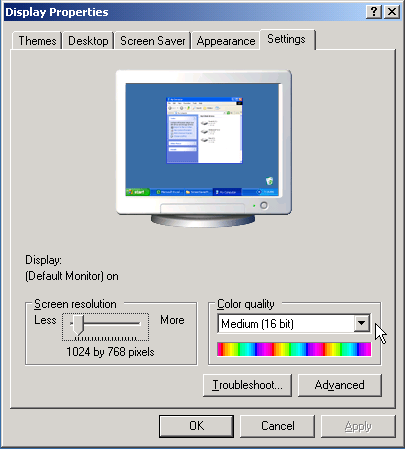 Display Properties
Themes Desktop Screen Saver Appearance Settings
Display:
(Default Monitor) on
Screen resolution
Less More
1024 by 768 pixels
Color quality
Medium (16 bit)
Troubleshoot... Advanced
OK Cancel Apply